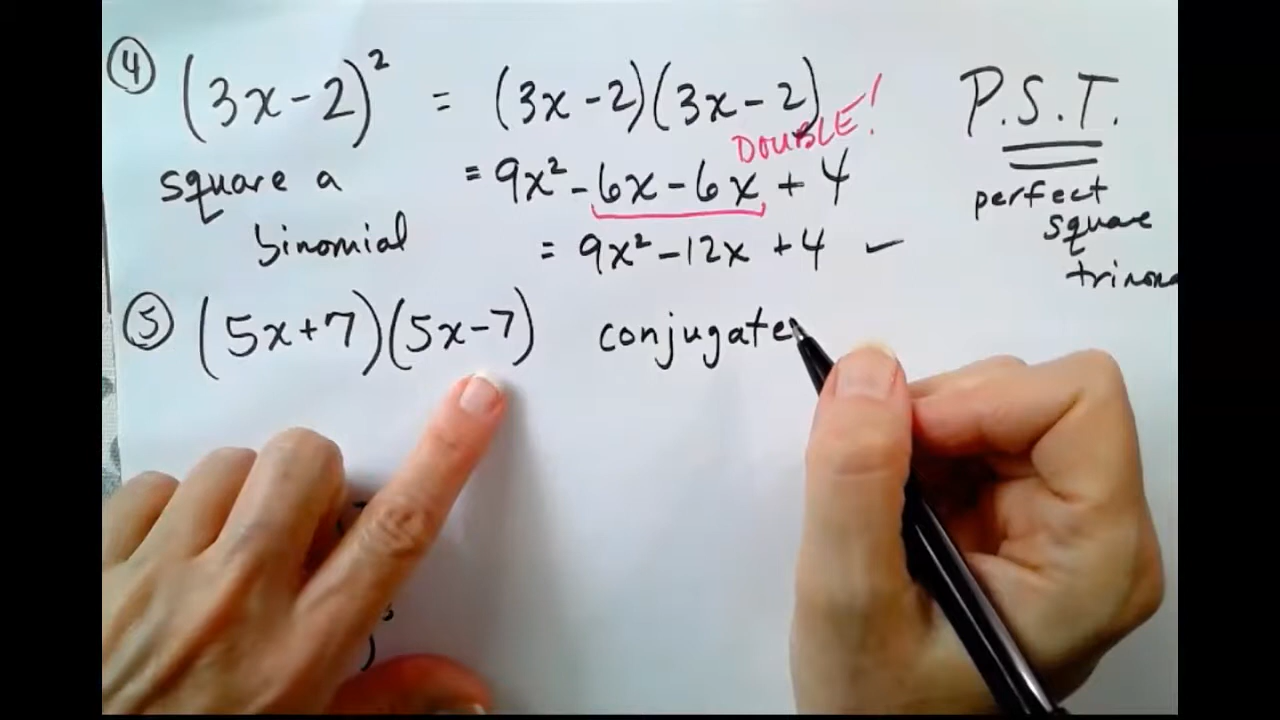 ④ (3x-2)² = (3x-2)(3x-2)
DOUBLE!
P.S.T.
square a binomial
= 9x²-6x-6x+4
perfect square
= 9x²-12x+4
⑤ (5x+7)(5x-7) conjugate